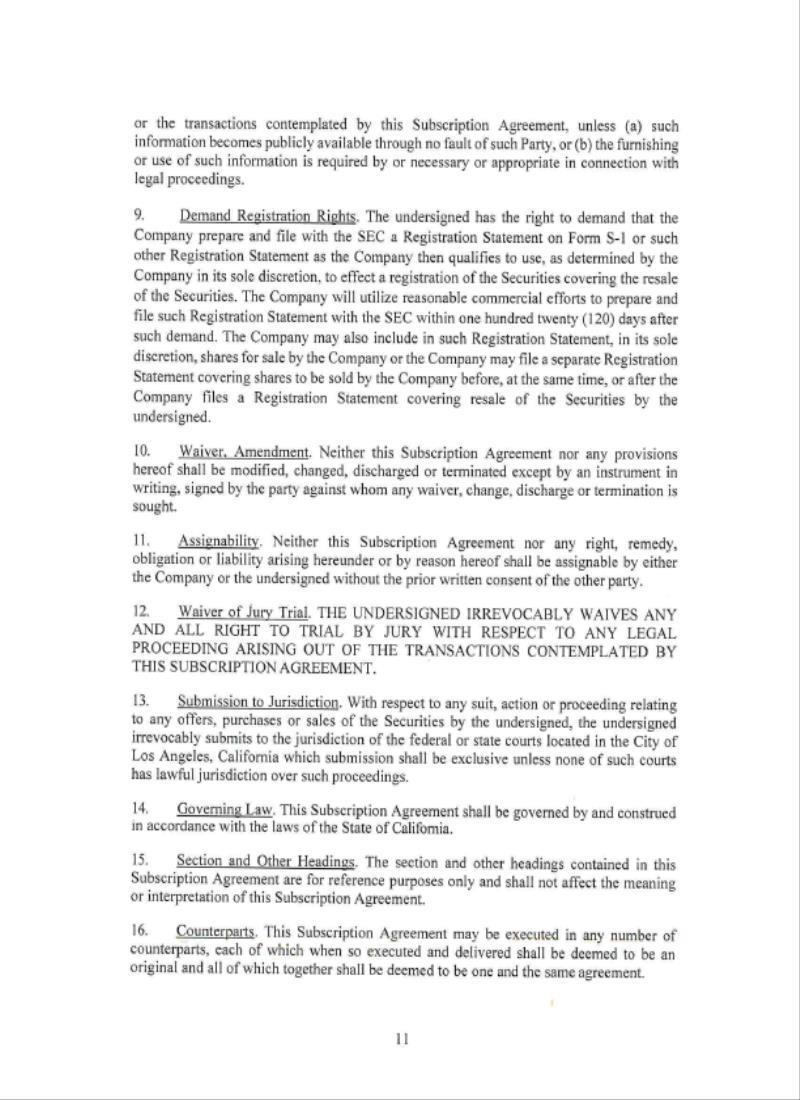 or the transactions contemplated by this Subscription Agreement, unless (a) such
information becomes publicly available through no fault of such Party, or (b) the furnishing
or use of such information is required by or necessary or appropriate in connection with
legal proceedings.
9. Demand Registration Rights. The undersigned has the right to demand that the
Company prepare and file with the SEC a Registration Statement on Form S-1 or such
other Registration Statement as the Company then qualifies to use, as determined by the
Company in its sole discretion, to effect a registration of the Securities covering the resale
of the Securities. The Company will utilize reasonable commercial efforts to prepare and
file such Registration Statement with the SEC within one hundred twenty (120) days after
such demand. The Company may also include in such Registration Statement, in its sole
discretion, shares for sale by the Company or the Company may file a separate Registration
Statement covering shares to be sold by the Company before, at the same time, or after the
Company files a Registration Statement covering resale of the Securities by the
undersigned.
10. Waiver, Amendment. Neither this Subscription Agreement nor any provisions
hereof shall be modified, changed, discharged or terminated except by an instrument in
writing, signed by the party against whom any waiver, change, discharge or termination is
sought.
11. Assignability. Neither this Subscription Agreement nor any right, remedy,
obligation or liability arising hereunder or by reason hereof shall be assignable by either
the Company or the undersigned without the prior written consent of the other party.
12. Waiver of Jury Trial. THE UNDERSIGNED IRREVOCABLY WAIVES ANY
AND ALL RIGHT TO TRIAL BY JURY WITH RESPECT TO ANY LEGAL
PROCEEDING ARISING OUT OF THE TRANSACTIONS CONTEMPLATED BY
THIS SUBSCRIPTION AGREEMENT.
13. Submission to Jurisdiction. With respect to any suit, action or proceeding relating
to any offers, purchases or sales of the Securities by the undersigned, the undersigned
irrevocably submits to the jurisdiction of the federal or state courts located in the City of
Los Angeles, California which submission shall be exclusive unless none of such courts
has lawful jurisdiction over such proceedings.
14. Governing Law. This Subscription Agreement shall be governed by and construed
in accordance with the laws of the State of California.
15. Section and Other Headings. The section and other headings contained in this
Subscription Agreement are for reference purposes only and shall not affect the meaning
or interpretation of this Subscription Agreement.
16. Counterparts. This Subscription Agreement may be executed in any number of
counterparts, each of which when so executed and delivered shall be deemed to be an
original and all of which together shall be deemed to be one and the same agreement.
11